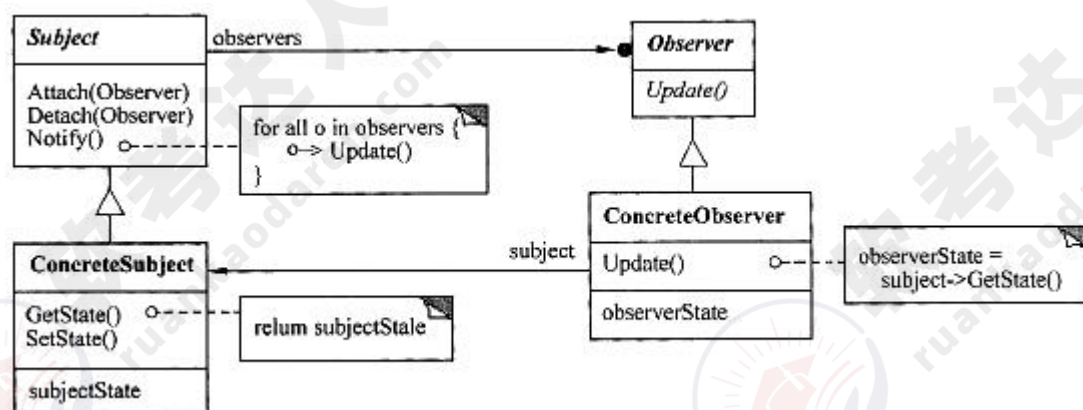 Subject
observers
Observer
Attach(Observer)
Detach(Observer)
Notify()
Update()
for all o in observers {
o-> Update()
}
ConcreteObserver
subject
Update()
observerState =
subject->GetState()
observerState
ConcreteSubject
GetState()
SetState()
relum subjectStale
subjectState